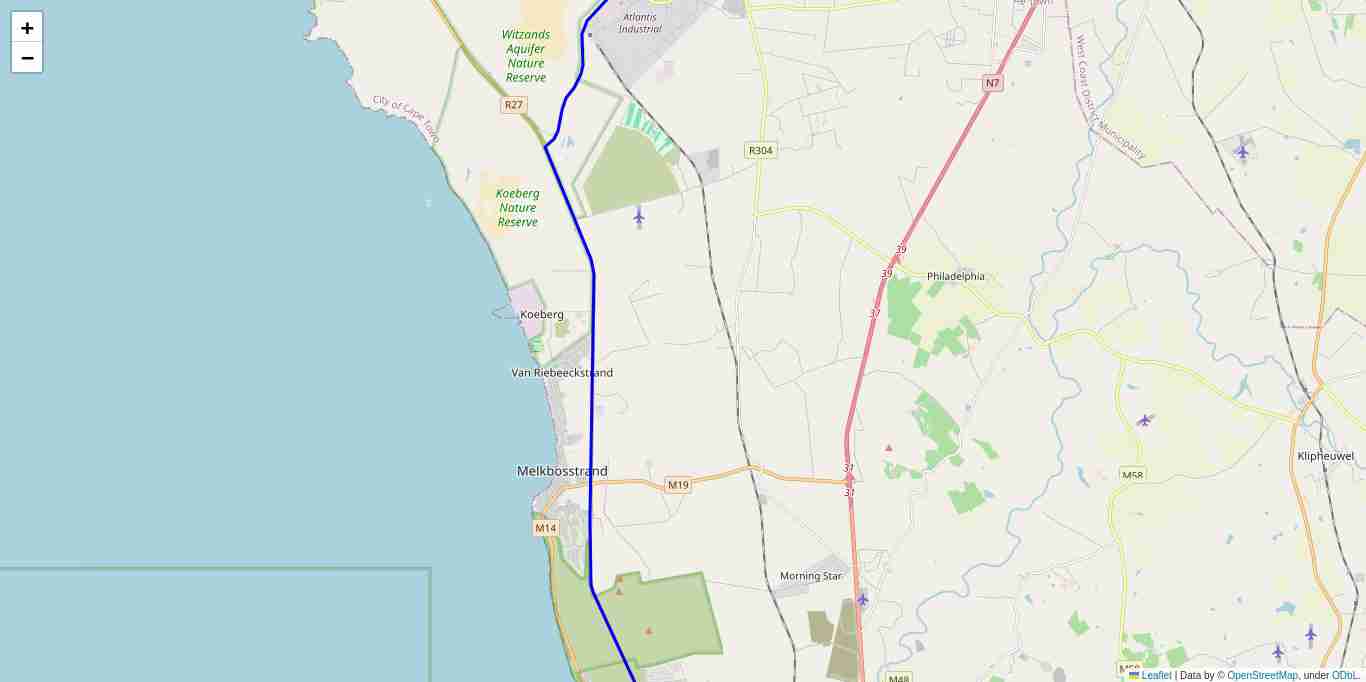 +
−
Atlantis
Industrial
Witzands
Aquifer
Nature
Reserve
N7
R27
City of Cape Town
West Coast District Municipality
R304
Koeberg
Nature
Reserve
39
39
Philadelphia
37
Koeberg
Van Riebeeckstrand
Klipheuwel
Melkbosstrand
31
M58
M19
31
M14
Morning Star
M48
Leaflet | Data by © OpenStreetMap, under ODbL.